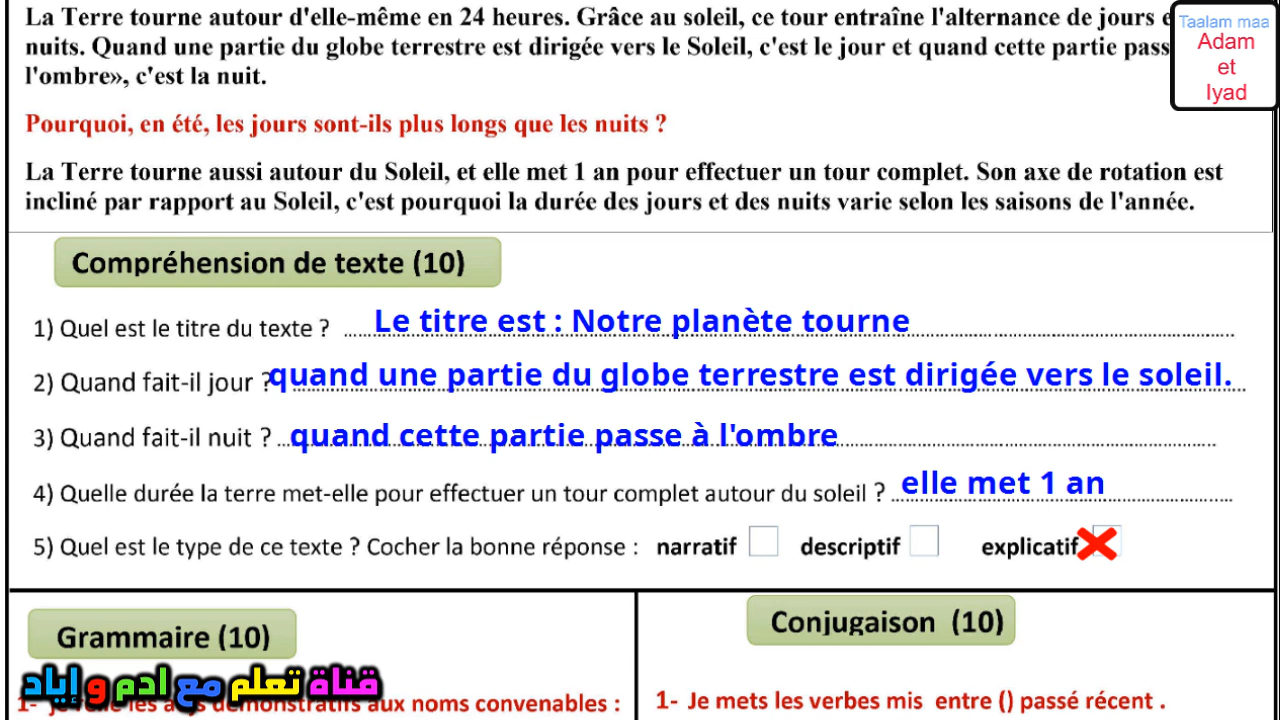 La Terre tourne autour d'elle-même en 24 heures. Grâce au soleil, ce tour entraîne l'alternance de jours
nuits. Quand une partie du globe terrestre est dirigée vers le Soleil, c'est le jour et quand cette partie pass
l'ombre», c'est la nuit.
Taalam maa
Adam
et
Iyad
Pourquoi, en été, les jours sont-ils plus longs que les nuits ?
La Terre tourne aussi autour du Soleil, et elle met 1 an pour effectuer un tour complet. Son axe de rotation est
incliné par rapport au Soleil, c'est pourquoi la durée des jours et des nuits varie selon les saisons de l'année.
Compréhension de texte (10)
1) Quel est le titre du texte ? Le titre est : Notre planète tourne
2) Quand fait-il jour ? quand une partie du globe terrestre est dirigée vers le soleil.
3) Quand fait-il nuit ? quand cette partie passe à l'ombre
4) Quelle durée la terre met-elle pour effectuer un tour complet autour du soleil ? elle met 1 an
5) Quel est le type de ce texte ? Cocher la bonne réponse : narratif descriptif explicatif
Grammaire (10)
قناة تعلم مع ادم و إياد
1- les démonstratifs aux noms convenables :
Conjugaison (10)
1- Je mets les verbes mis entre () passé récent .